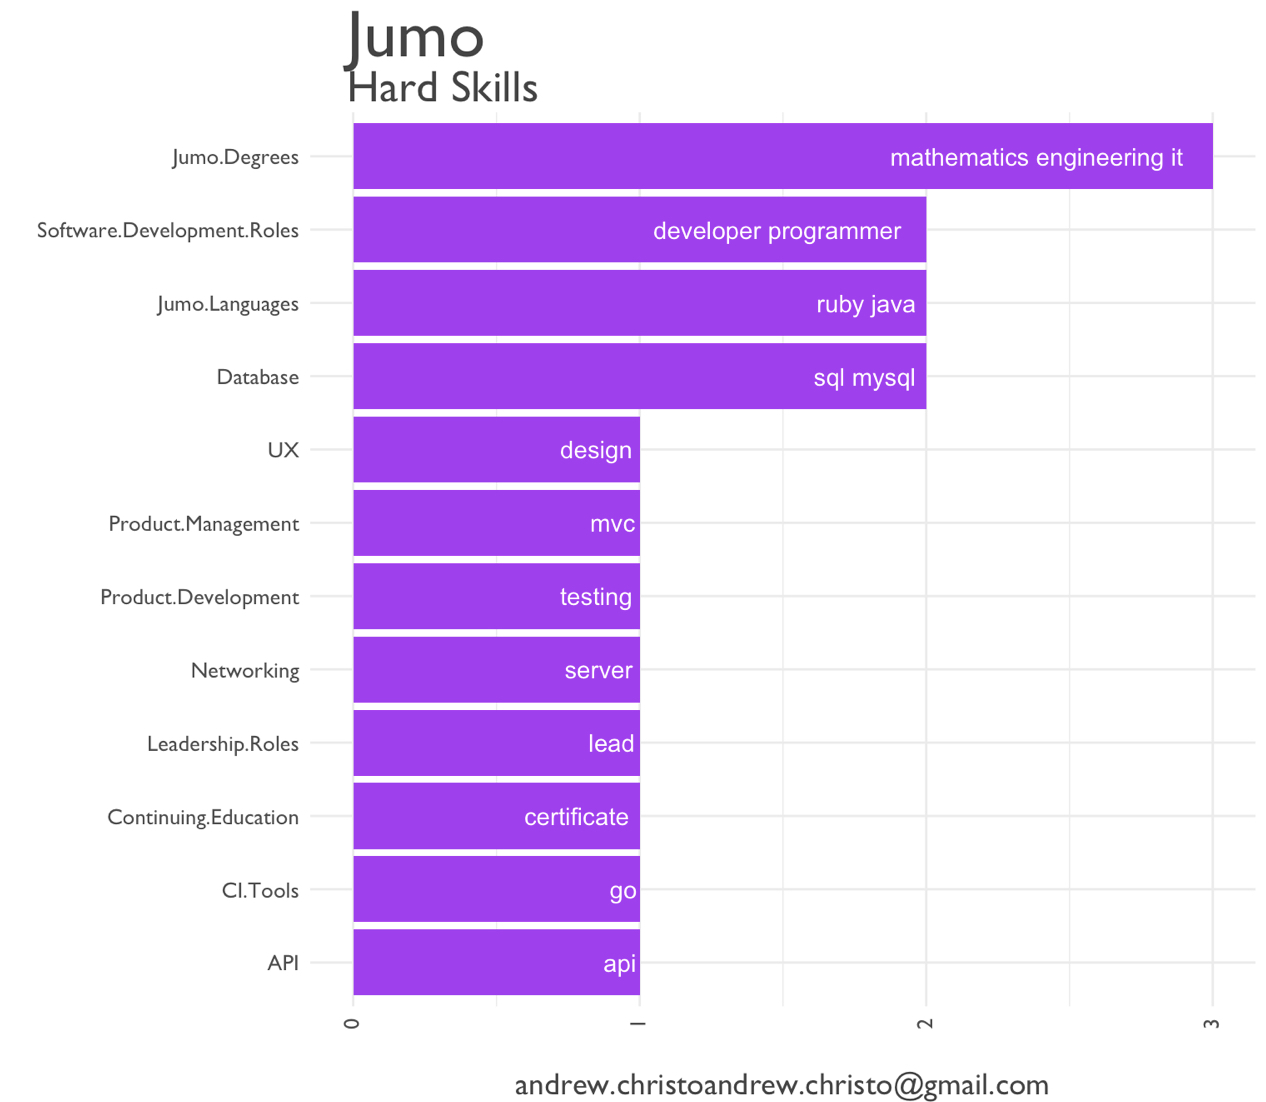 Jumo
Hard Skills
Jumo.Degrees mathematics engineering it
Software.Development.Roles developer programmer
Jumo.Languages ruby java
Database sql mysql
UX design
Product.Management mvc
Product.Development testing
Networking server
Leadership.Roles lead
Continuing.Education certificate
CI.Tools go
API api
0 1 2 3
andrew.christoandrew.christo@gmail.com